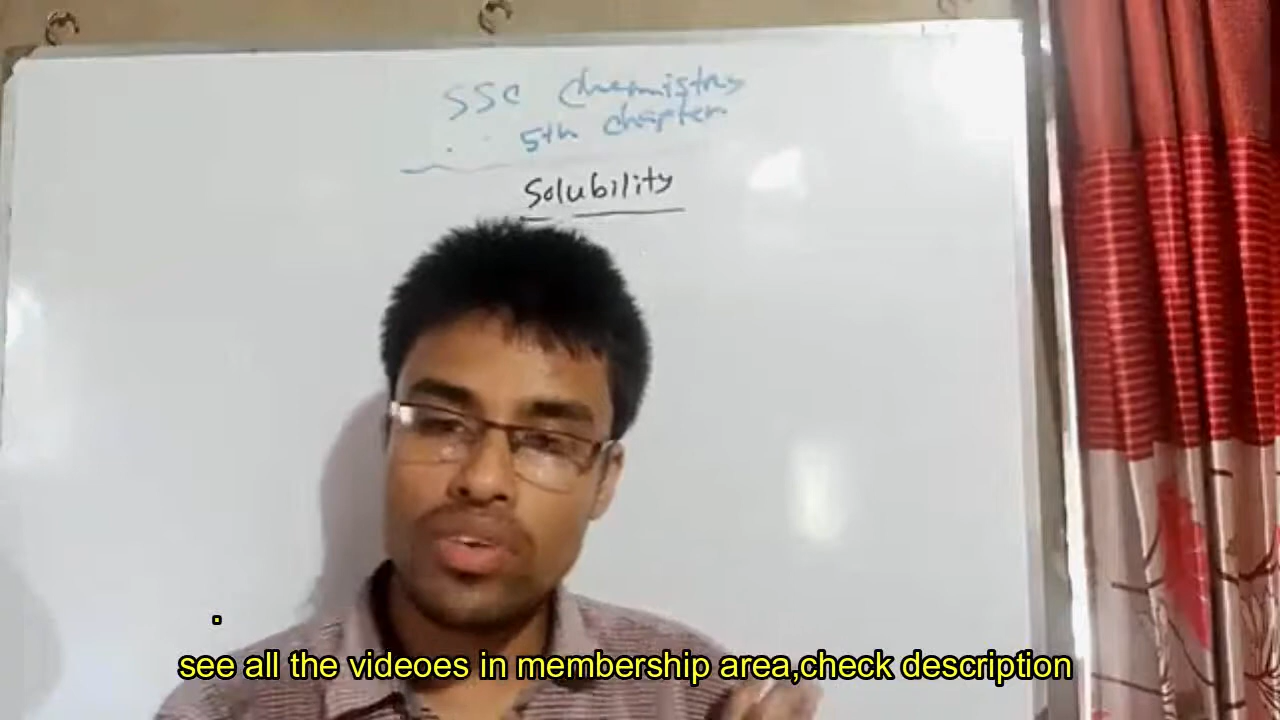 SSC Chemistry
5th chapter
Solubility
.
see all the videoes in membership area,check description